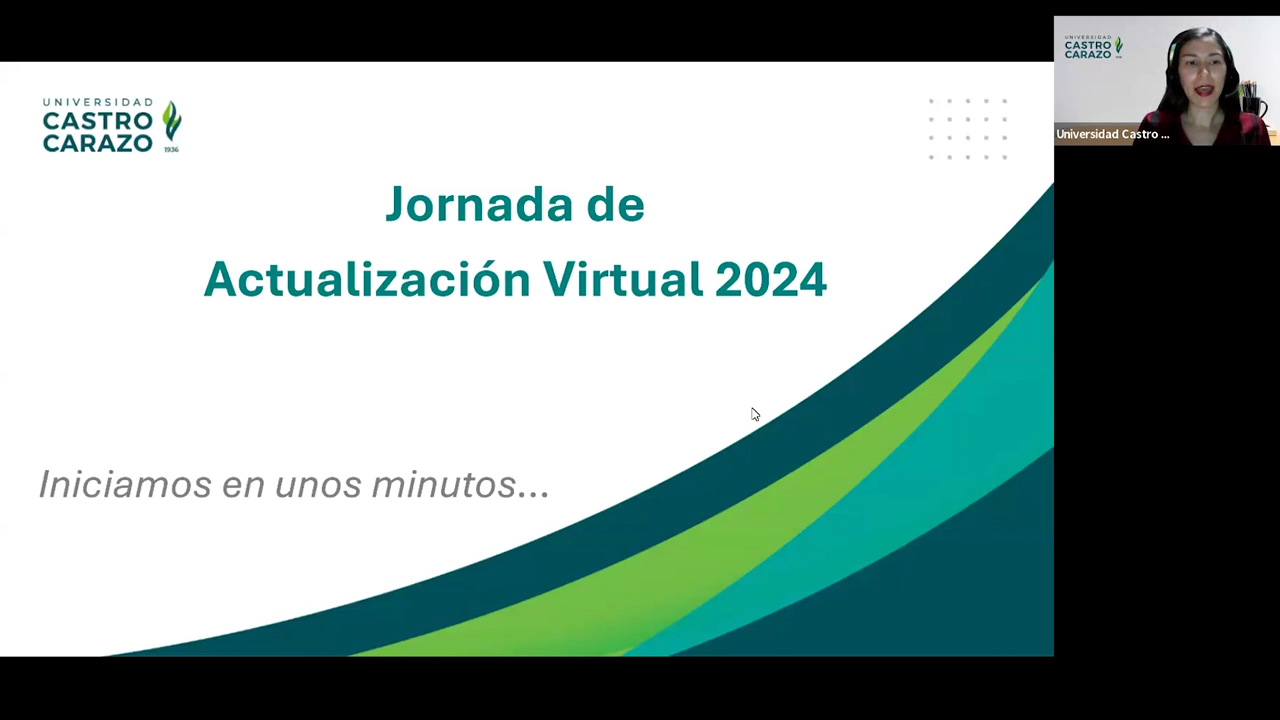 UNIVERSIDAD
CASTRO
CARAZO
1936
Jornada de
Actualización Virtual 2024
Iniciamos en unos minutos...
UNIVERSIDAD
CASTRO
CARAZO
Universidad Castro ...